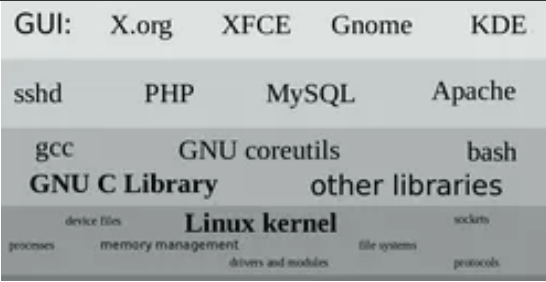 GUI: X.org XFCE Gnome KDE
sshd PHP MySQL Apache
gcc GNU coreutils bash
GNU C Library other libraries
device files Linux kernel sockets
processes memory management file systems
drivers and modules protocols